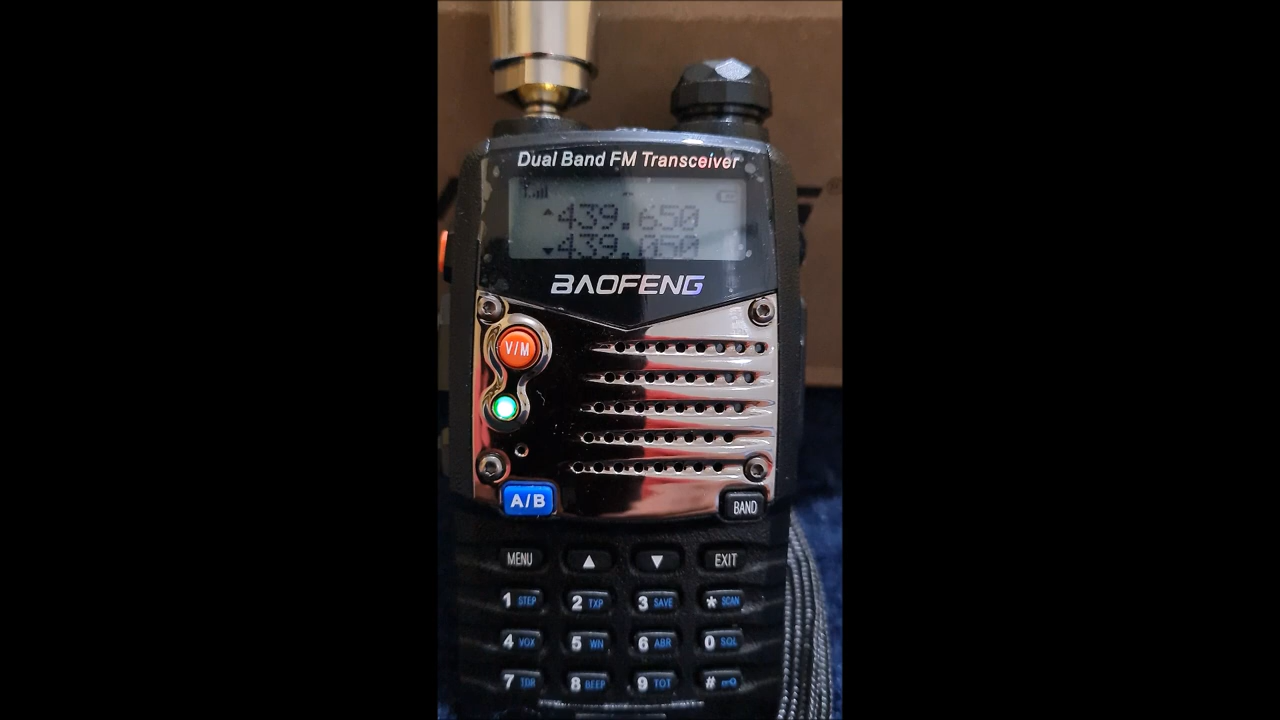 Dual Band FM Transceiver
▲439.650
▼439.050
BAOFENG
V/M
A/B
BAND
MENU ▲ ▼ EXIT
1 STEP 2 TXP 3 SAVE * SCAN
4 VOX 5 WN 6 ABR 0 SQL
7 TDR 8 BEEP 9 TOT #